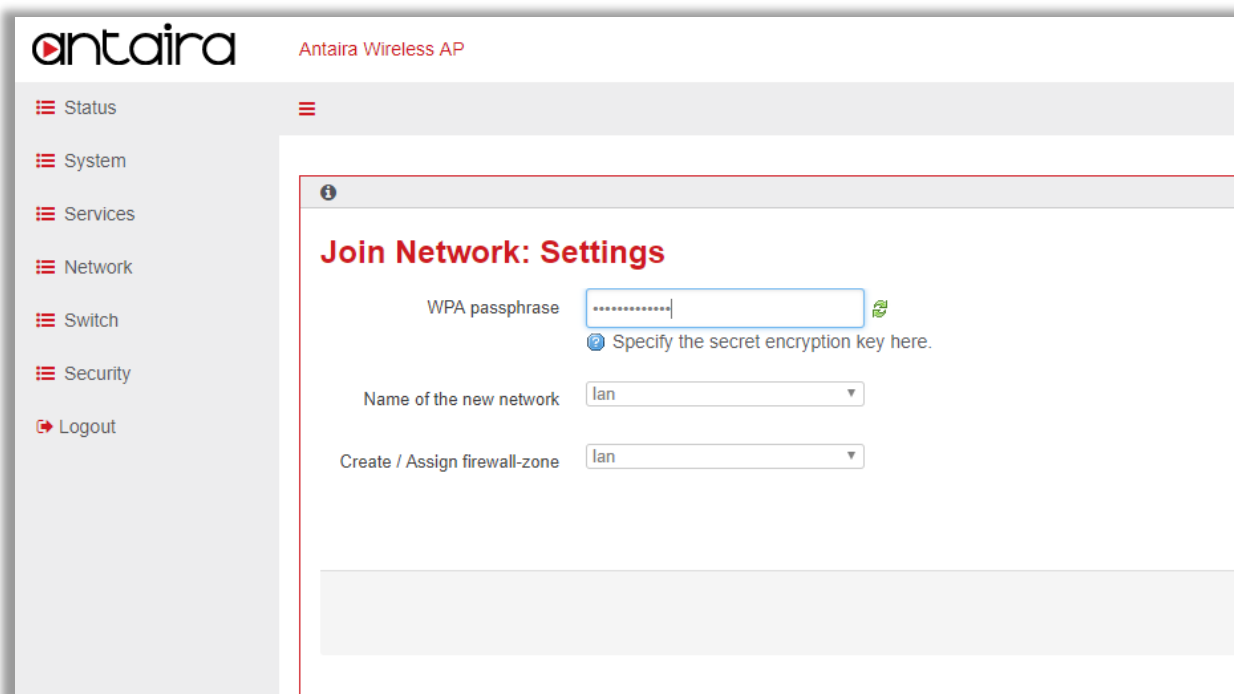 antaira
Antaira Wireless AP
Status
System
Services
Network
Switch
Security
Logout
Join Network: Settings
WPA passphrase
•••••••••••••
Specify the secret encryption key here.
Name of the new network
lan
Create / Assign firewall-zone
lan